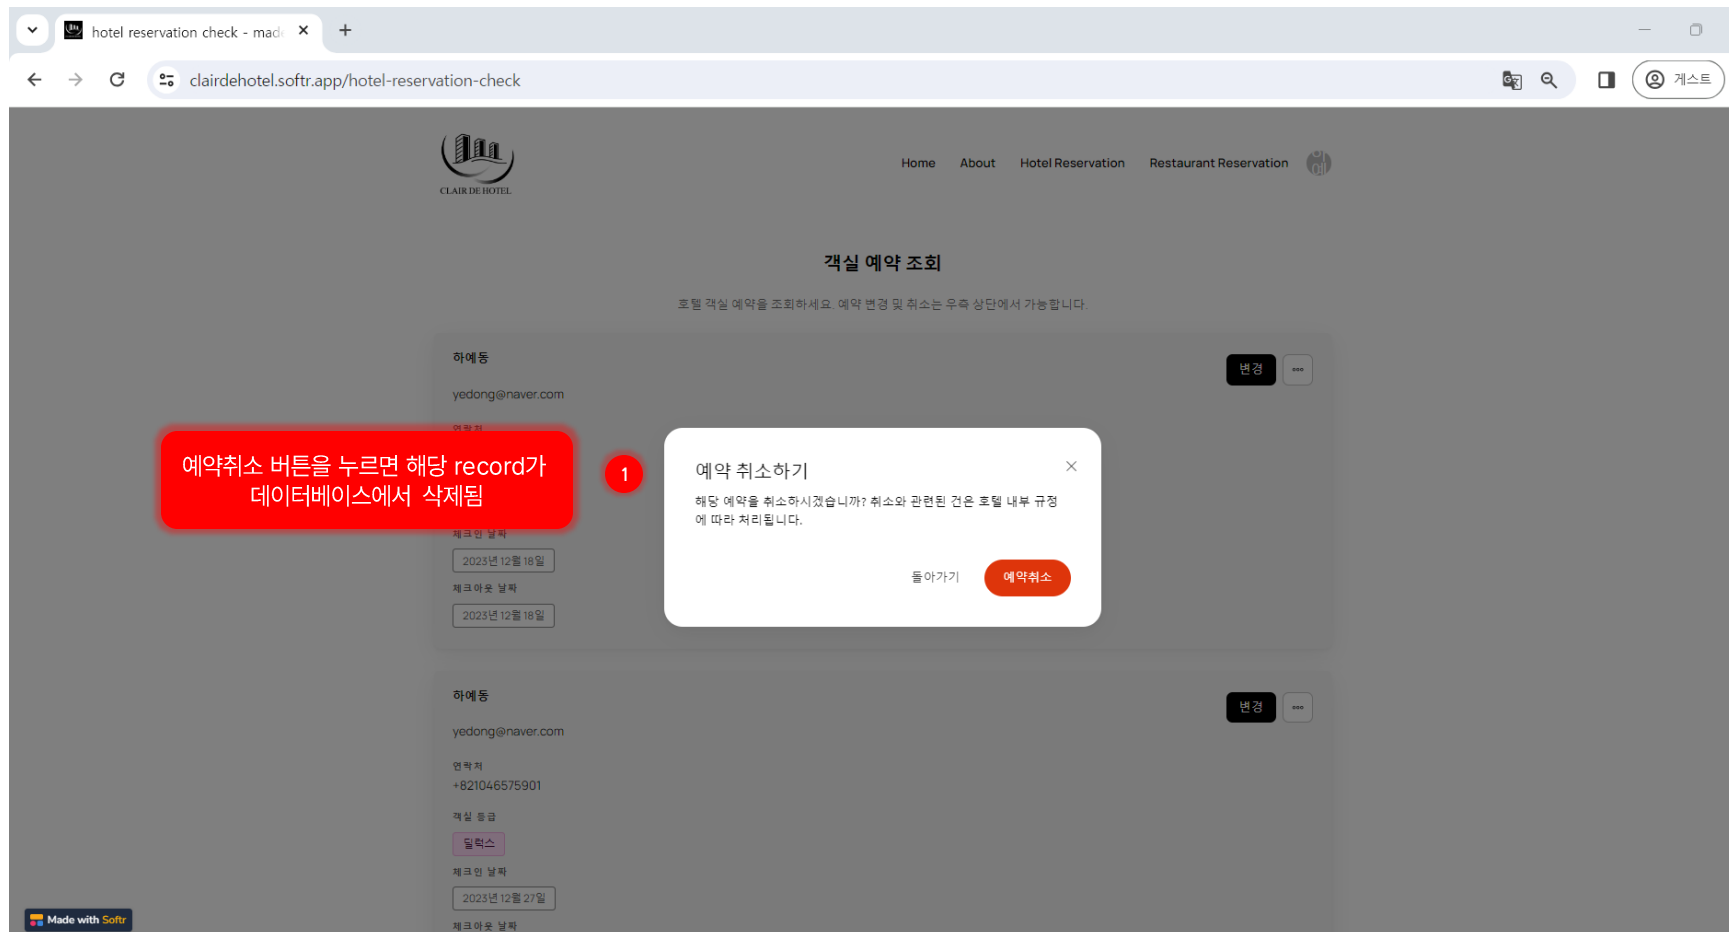 hotel reservation check - mad
clairdehotel.softr.app/hotel-reservation-check
게스트
CLAIR DE HOTEL
Home
About
Hotel Reservation
Restaurant Reservation
객실 예약 조회
호텔 객실 예약을 조회하세요. 예약 변경 및 취소는 우측 상단에서 가능합니다.
하예동
변경
yedong@naver.com
연락처
예약취소 버튼을 누르면 해당 record가
데이터베이스에서 삭제됨
1
예약 취소하기
해당 예약을 취소하시겠습니까? 취소와 관련된 건은 호텔 내부 규정
에 따라 처리됩니다.
돌아가기
예약취소
체크인 날짜
2023년 12월 18일
체크아웃 날짜
2023년 12월 18일
하예동
변경
yedong@naver.com
연락처
+821046575901
객실 등급
딜럭스
체크인 날짜
2023년 12월 27일
체크아웃 날짜
Made with Softr